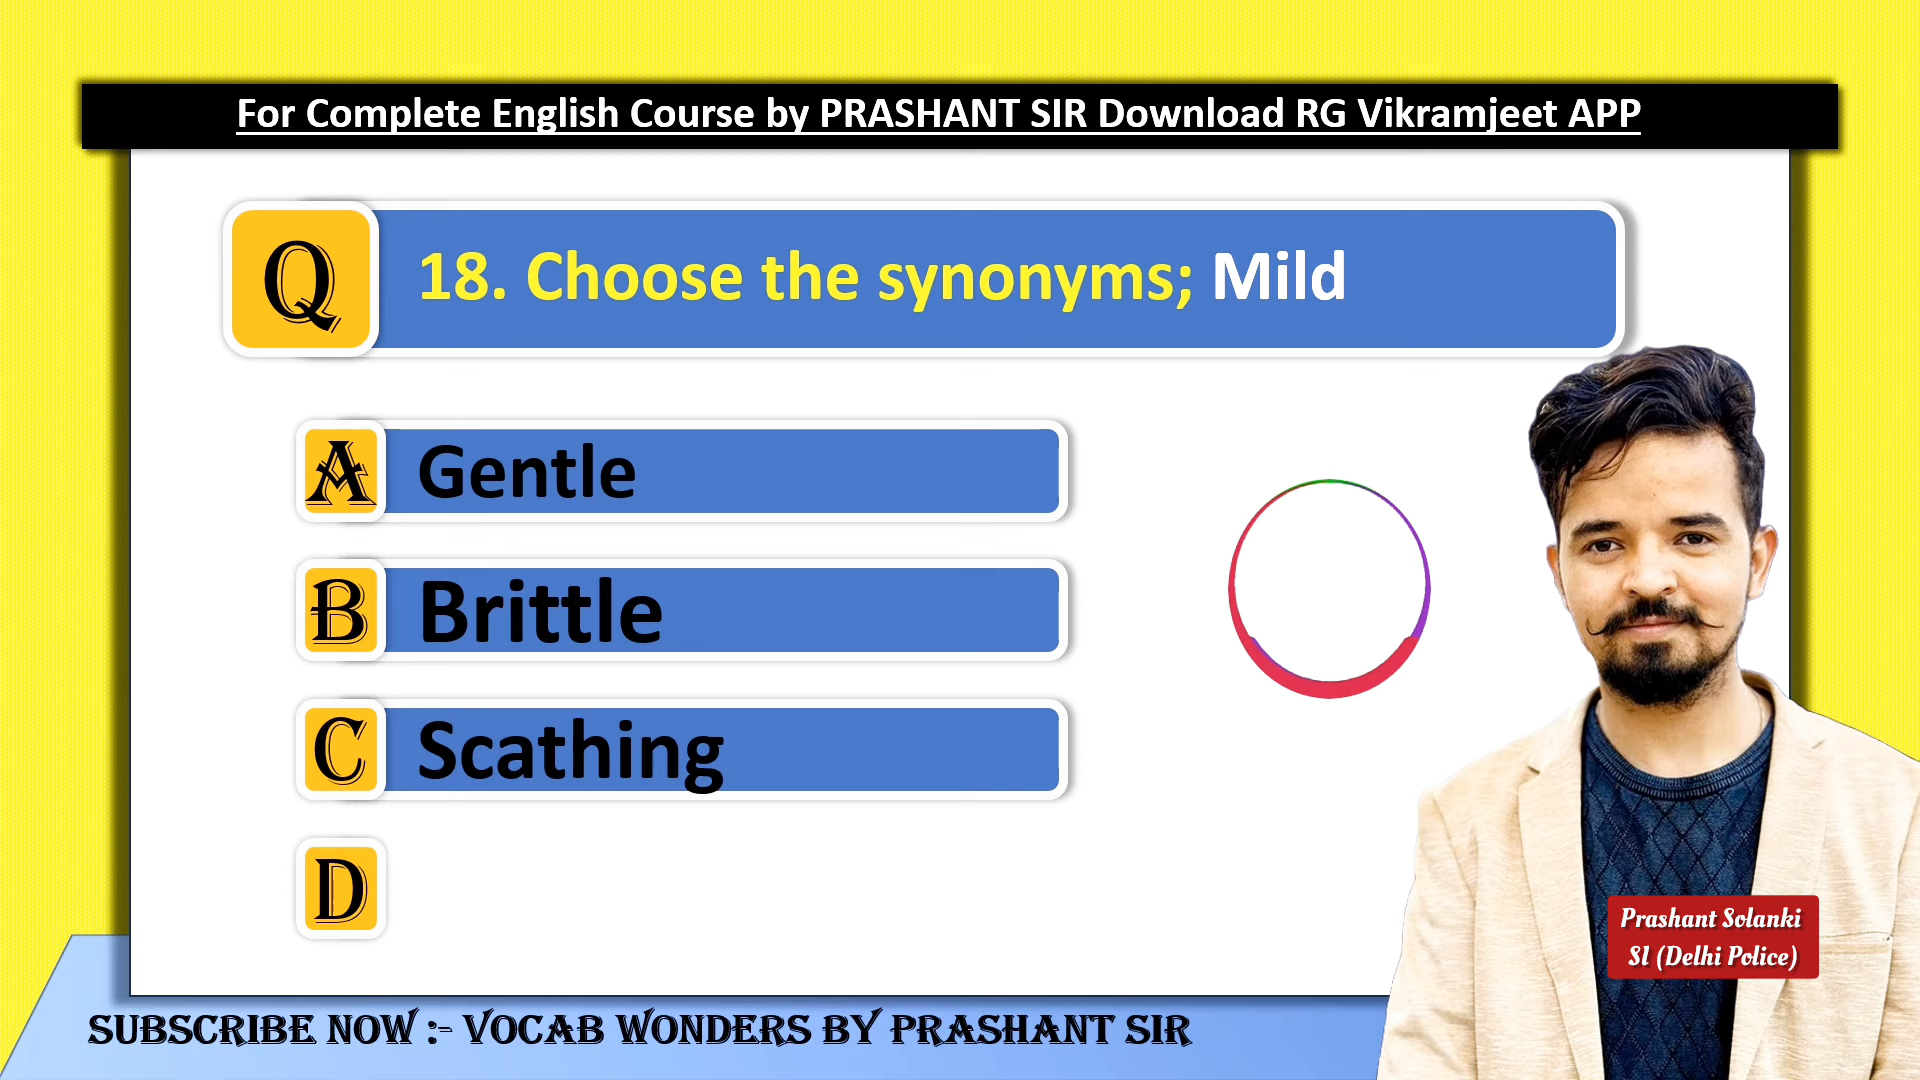 For Complete English Course by PRASHANT SIR Download RG Vikramjeet APP
Q
18. Choose the synonyms; Mild
A
Gentle
B
Brittle
C
Scathing
D
Prashant Solanki
SI (Delhi Police)
SUBSCRIBE NOW :- VOCAB WONDERS BY PRASHANT SIR